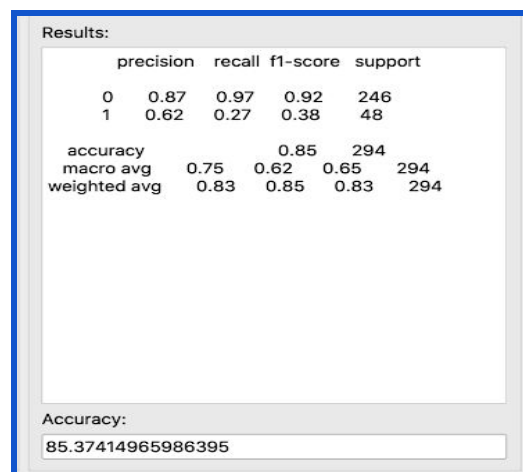 Results:
precision recall f1-score support
0 0.87 0.97 0.92 246
1 0.62 0.27 0.38 48
accuracy 0.85 294
macro avg 0.75 0.62 0.65 294
weighted avg 0.83 0.85 0.83 294
Accuracy:
85.37414965986395